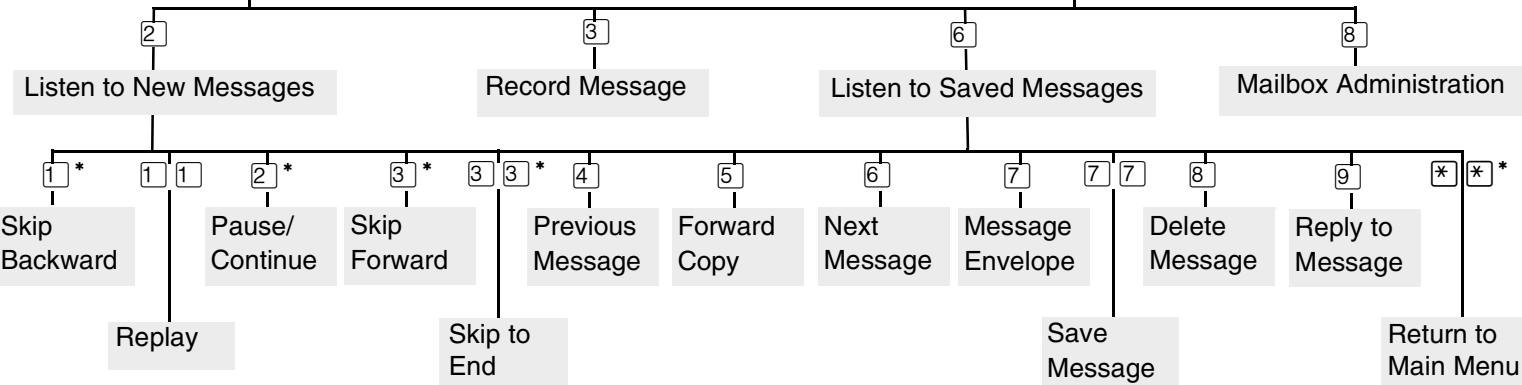 2 3 6 8
Listen to New Messages Record Message Listen to Saved Messages Mailbox Administration
1 * 1 1 2 * 3 * 3 3 * 4 5 6 7 7 7 8 9 * * *
Skip Pause/ Skip Previous Forward Next Message Delete Reply to
Backward Continue Forward Message Copy Message Envelope Message Message
Replay Skip to Save Return to
End Message Main Menu